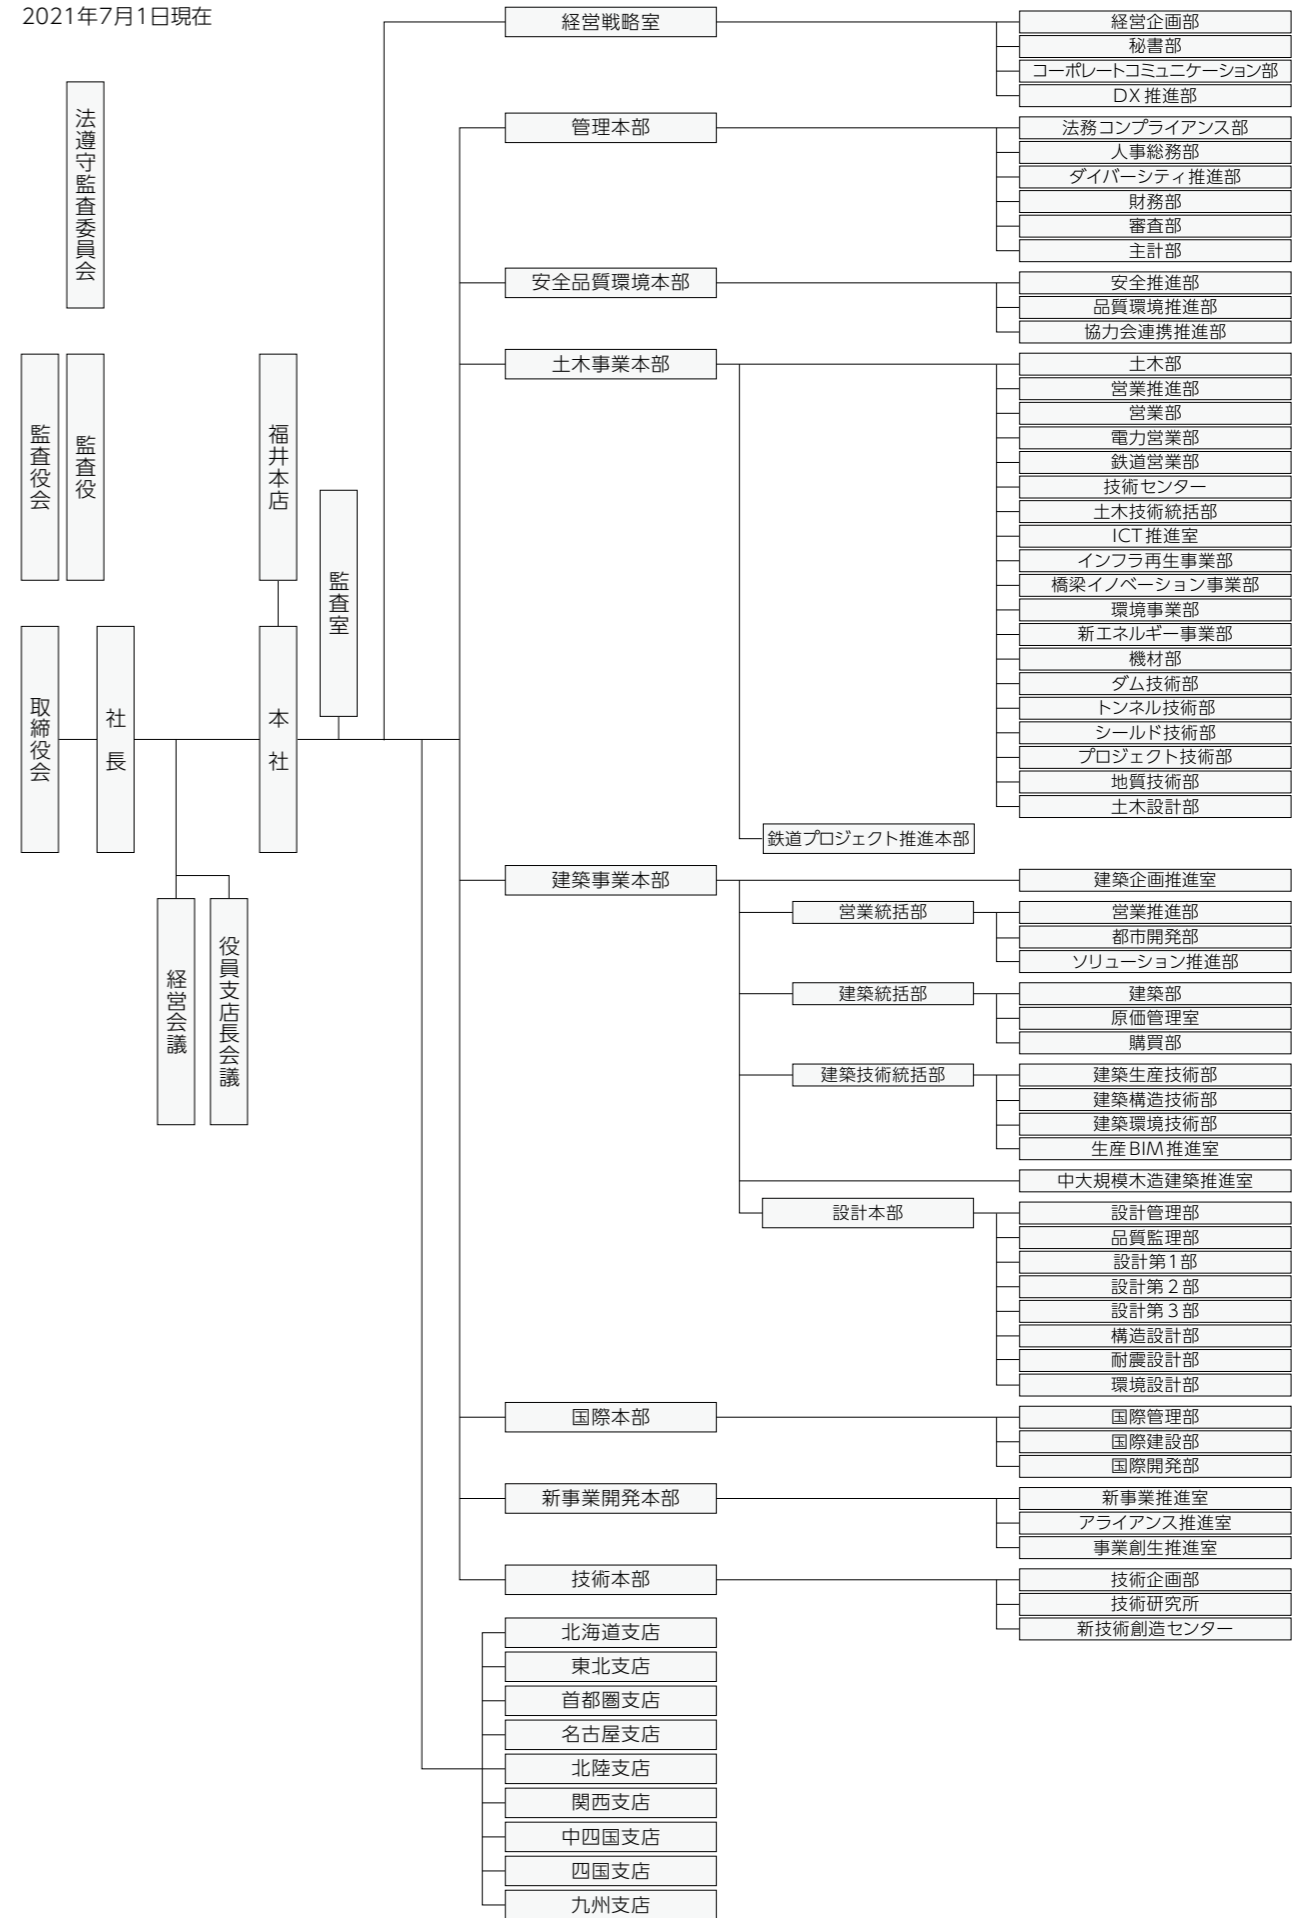 2021年7月1日現在
法遵守監査委員会
監査役会
監査役
福井本店
監査室
取締役会
社長
本社
経営会議
役員支店長会議
経営戦略室
経営企画部
秘書部
コーポレートコミュニケーション部
DX推進部
管理本部
法務コンプライアンス部
人事総務部
ダイバーシティ推進部
財務部
審査部
主計部
安全品質環境本部
安全推進部
品質環境推進部
協力会連携推進部
土木事業本部
土木部
営業推進部
営業部
電力営業部
鉄道営業部
技術センター
土木技術統括部
ICT推進室
インフラ再生事業部
橋梁イノベーション事業部
環境事業部
新エネルギー事業部
機材部
ダム技術部
トンネル技術部
シールド技術部
プロジェクト技術部
地質技術部
土木設計部
鉄道プロジェクト推進本部
建築事業本部
建築企画推進室
営業統括部
営業推進部
都市開発部
ソリューション推進部
建築統括部
建築部
原価管理室
購買部
建築技術統括部
建築生産技術部
建築構造技術部
建築環境技術部
生産BIM推進室
中大規模木造建築推進室
設計本部
設計管理部
品質監理部
設計第1部
設計第2部
設計第3部
構造設計部
耐震設計部
環境設計部
国際本部
国際管理部
国際建設部
国際開発部
新事業開発本部
新事業推進室
アライアンス推進室
事業創生推進室
技術本部
技術企画部
技術研究所
新技術創造センター
北海道支店
東北支店
首都圏支店
名古屋支店
北陸支店
関西支店
中四国支店
四国支店
九州支店